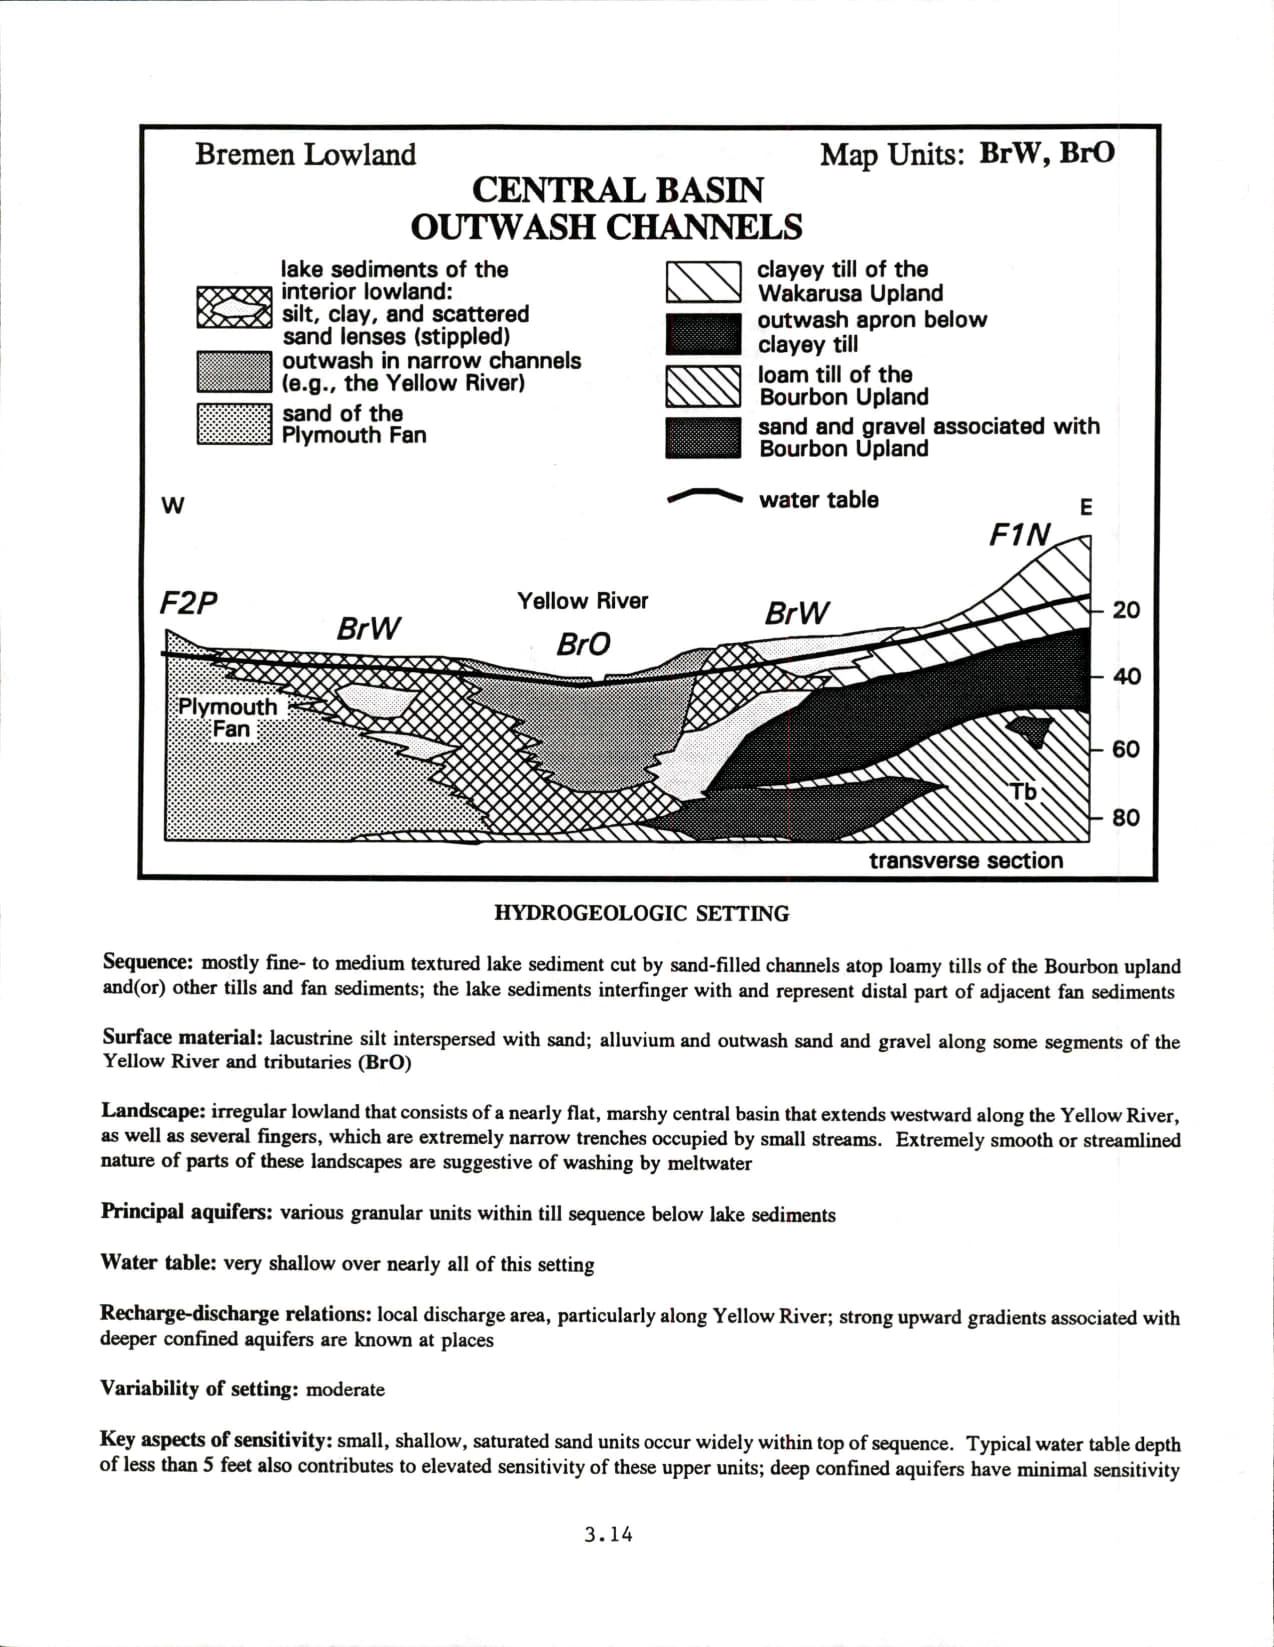 Bremen Lowland
Map Units: BrW, BrO
CENTRAL BASIN
OUTWASH CHANNELS
lake sediments of the
interior lowland:
silt, clay, and scattered
sand lenses (stippled)
outwash in narrow channels
(e.g., the Yellow River)
sand of the
Plymouth Fan
clayey till of the
Wakarusa Upland
outwash apron below
clayey till
loam till of the
Bourbon Upland
sand and gravel associated with
Bourbon Upland
water table
W
E
F1N
F2P
BrW
Yellow River
BrO
BrW
20
40
60
80
Plymouth
Fan
Tb
transverse section
HYDROGEOLOGIC SETTING
Sequence: mostly fine- to medium textured lake sediment cut by sand-filled channels atop loamy tills of the Bourbon upland
and(or) other tills and fan sediments; the lake sediments interfinger with and represent distal part of adjacent fan sediments
Surface material: lacustrine silt interspersed with sand; alluvium and outwash sand and gravel along some segments of the
Yellow River and tributaries (BrO)
Landscape: irregular lowland that consists of a nearly flat, marshy central basin that extends westward along the Yellow River,
as well as several fingers, which are extremely narrow trenches occupied by small streams. Extremely smooth or streamlined
nature of parts of these landscapes are suggestive of washing by meltwater
Principal aquifers: various granular units within till sequence below lake sediments
Water table: very shallow over nearly all of this setting
Recharge-discharge relations: local discharge area, particularly along Yellow River; strong upward gradients associated with
deeper confined aquifers are known at places
Variability of setting: moderate
Key aspects of sensitivity: small, shallow, saturated sand units occur widely within top of sequence. Typical water table depth
of less than 5 feet also contributes to elevated sensitivity of these upper units; deep confined aquifers have minimal sensitivity
3.14